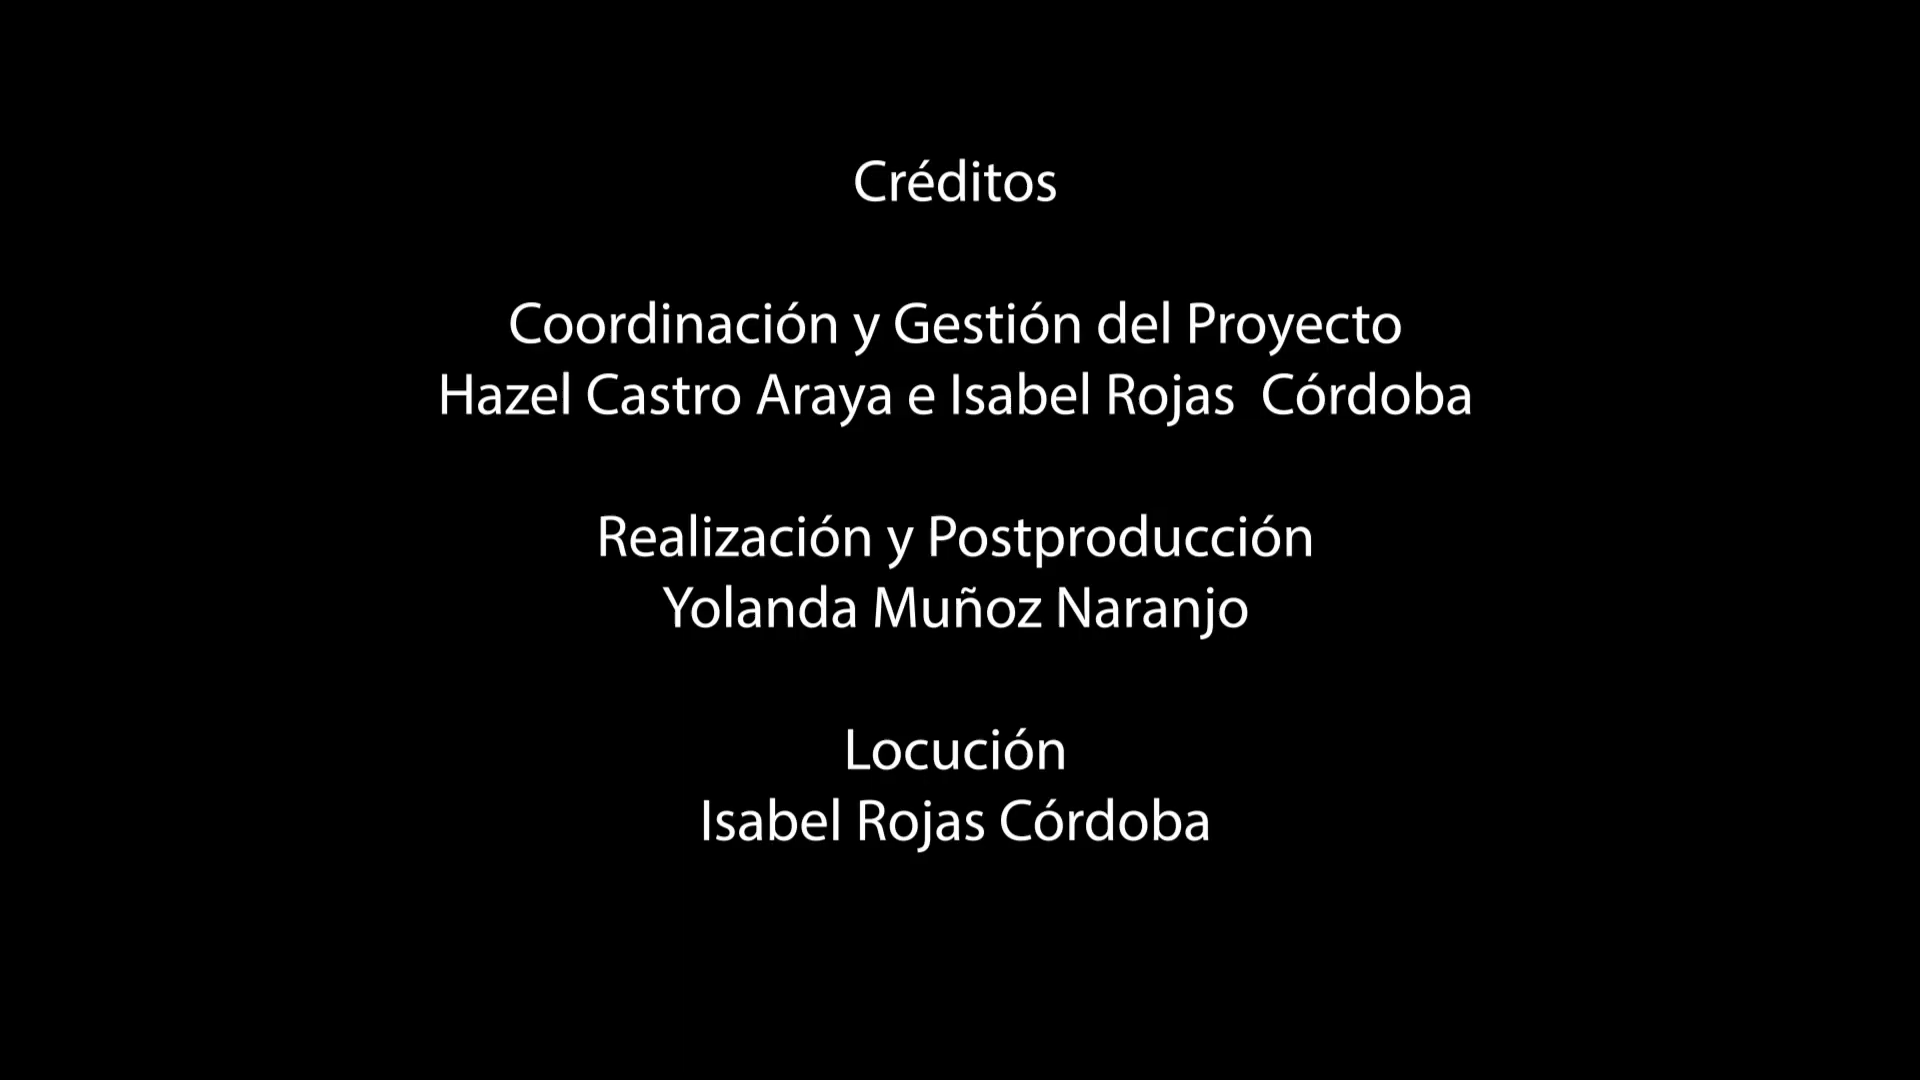 Créditos
Coordinación y Gestión del Proyecto
Hazel Castro Araya e Isabel Rojas  Córdoba
Realización y Postproducción
Yolanda Muñoz Naranjo
Locución
Isabel Rojas Córdoba